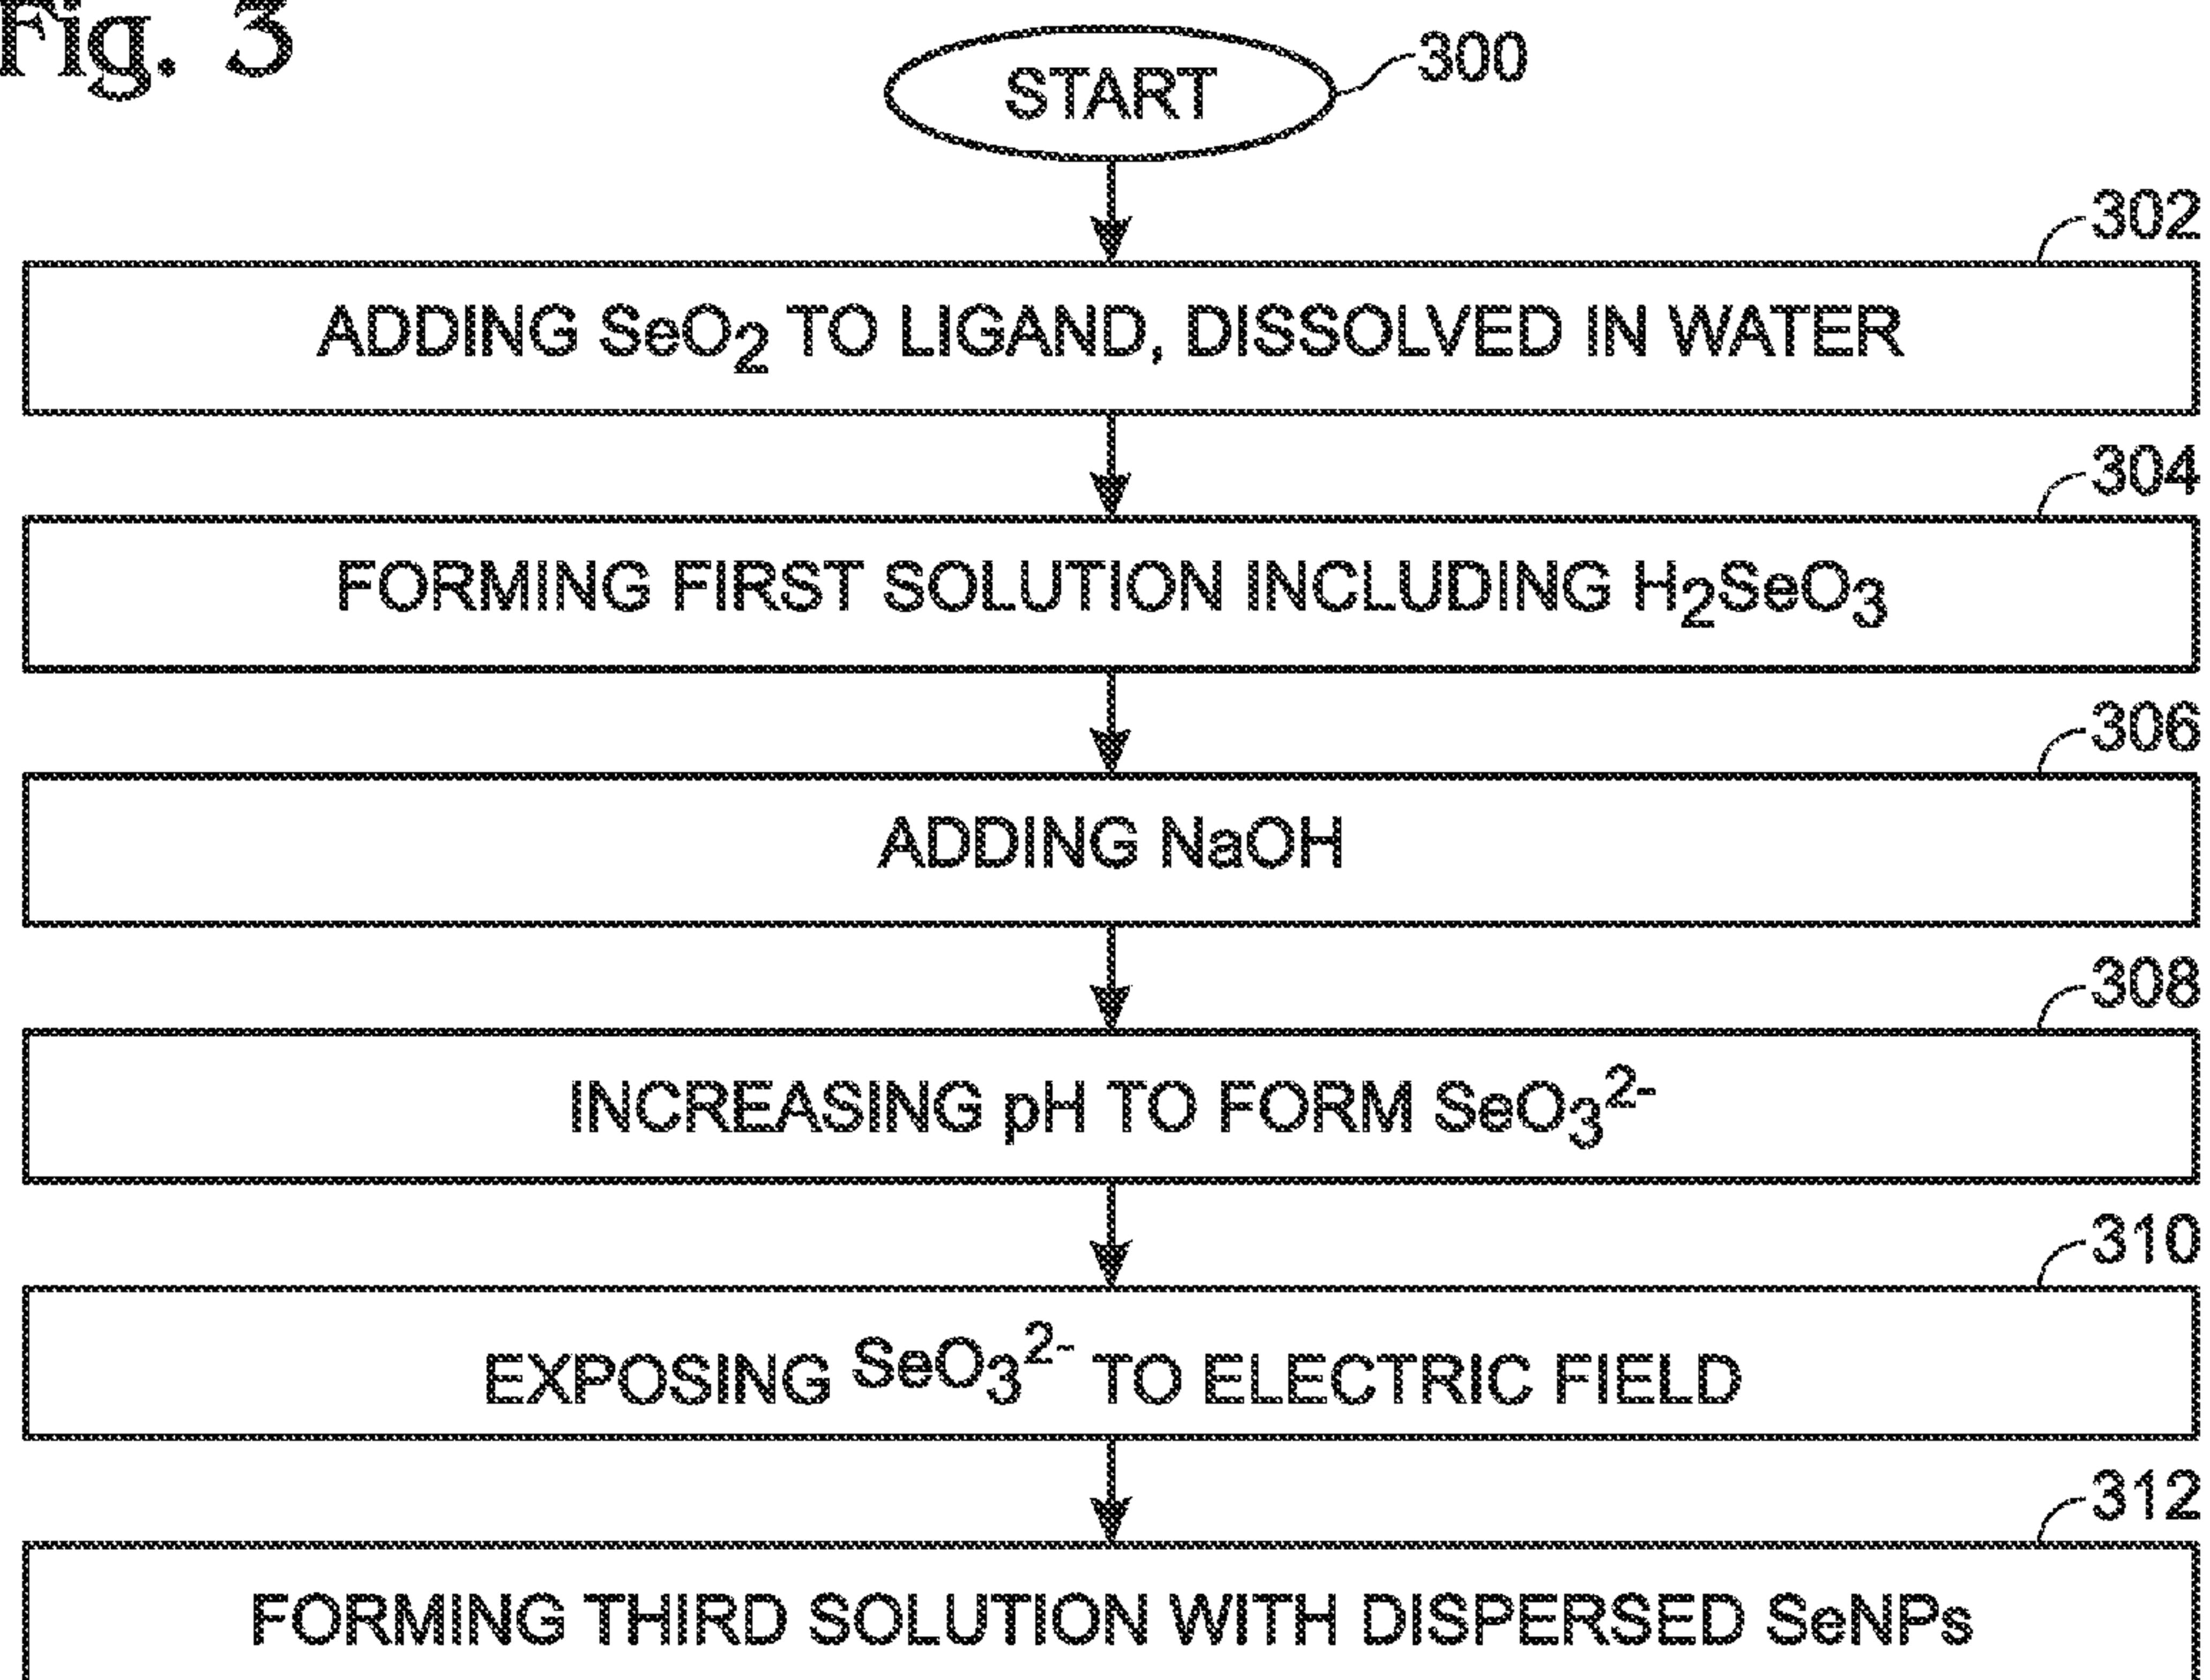 Fig. 3
START
300
302
ADDING SeO₂ TO LIGAND, DISSOLVED IN WATER
304
FORMING FIRST SOLUTION INCLUDING H₂SeO₃
306
ADDING NaOH
308
INCREASING pH TO FORM SeO₃²⁻
310
EXPOSING SeO₃²⁻ TO ELECTRIC FIELD
312
FORMING THIRD SOLUTION WITH DISPERSED SeNPs